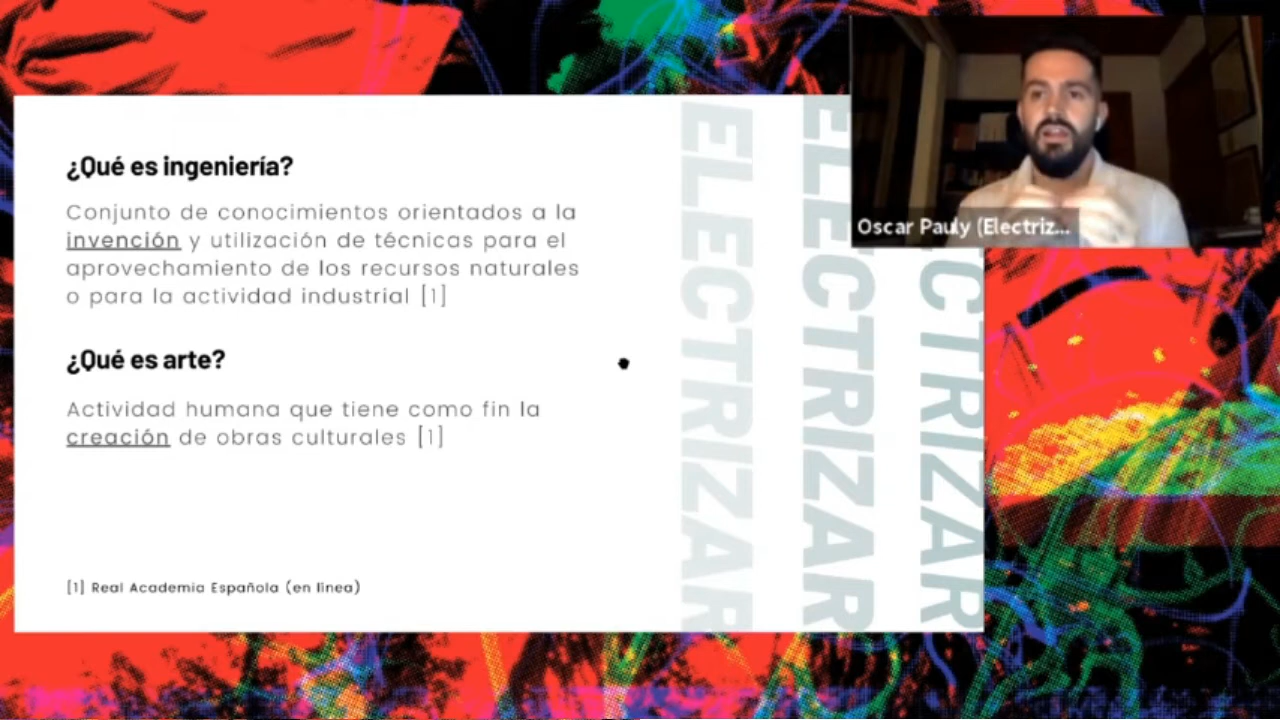 ¿Qué es ingeniería?
Conjunto de conocimientos orientados a la
invención y utilización de técnicas para el
aprovechamiento de los recursos naturales
o para la actividad industrial [1]
¿Qué es arte?
Actividad humana que tiene como fin la
creación de obras culturales [1]
[1] Real Academia Española (en línea)
ELECTRIZAR
ELECTRIZAR
CTRIZAR
Oscar Pauly (Electriz...